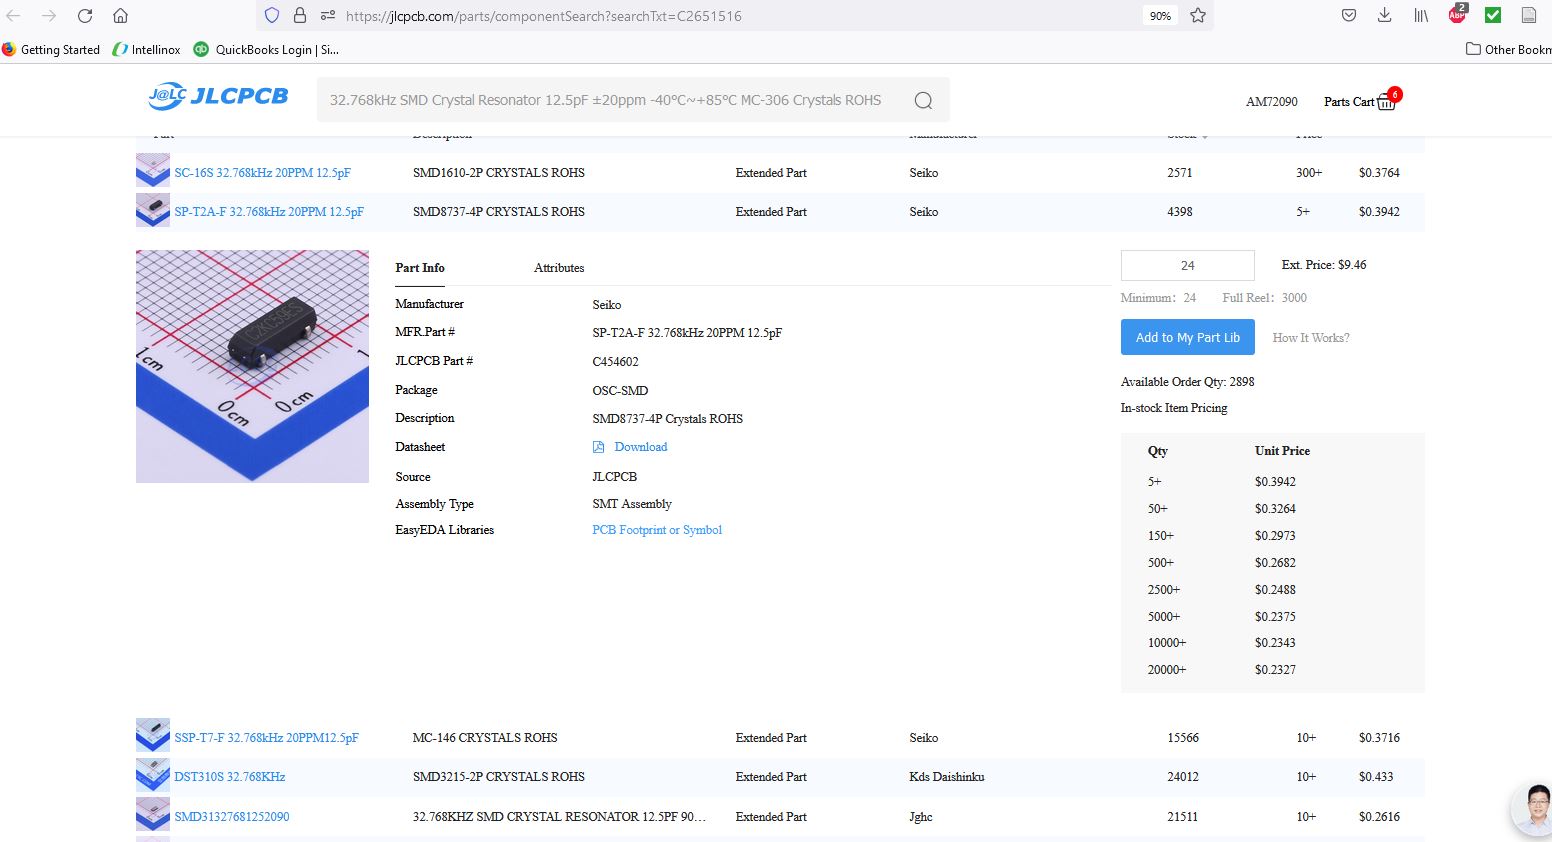 90%
https://jlcpcb.com/parts/componentSearch?searchTxt=C2651516
2
ABP
Getting Started
Intellinox
qb
QuickBooks Login | Si...
Other Bookm
J@LC JLCPCB
32.768kHz SMD Crystal Resonator 12.5pF ±20ppm -40℃~+85℃ MC-306 Crystals ROHS
AM72090
Parts Cart
6
Part Description Manufacturer Stock Price
SC-16S 32.768kHz 20PPM 12.5pF SMD1610-2P CRYSTALS ROHS Extended Part Seiko 2571 300+ $0.3764
SP-T2A-F 32.768kHz 20PPM 12.5pF SMD8737-4P CRYSTALS ROHS Extended Part Seiko 4398 5+ $0.3942
1cm
0cm
0cm
1
Part Info Attributes
Manufacturer Seiko
MFR.Part # SP-T2A-F 32.768kHz 20PPM 12.5pF
JLCPCB Part # C454602
Package OSC-SMD
Description SMD8737-4P Crystals ROHS
Datasheet Download
Source JLCPCB
Assembly Type SMT Assembly
EasyEDA Libraries PCB Footprint or Symbol
24
Ext. Price: $9.46
Minimum: 24 Full Reel: 3000
Add to My Part Lib
How It Works?
Available Order Qty: 2898
In-stock Item Pricing
Qty Unit Price
5+ $0.3942
50+ $0.3264
150+ $0.2973
500+ $0.2682
2500+ $0.2488
5000+ $0.2375
10000+ $0.2343
20000+ $0.2327
SSP-T7-F 32.768kHz 20PPM12.5pF MC-146 CRYSTALS ROHS Extended Part Seiko 15566 10+ $0.3716
DST310S 32.768KHz SMD3215-2P CRYSTALS ROHS Extended Part Kds Daishinku 24012 10+ $0.433
SMD31327681252090 32.768KHZ SMD CRYSTAL RESONATOR 12.5PF 90... Extended Part Jghc 21511 10+ $0.2616